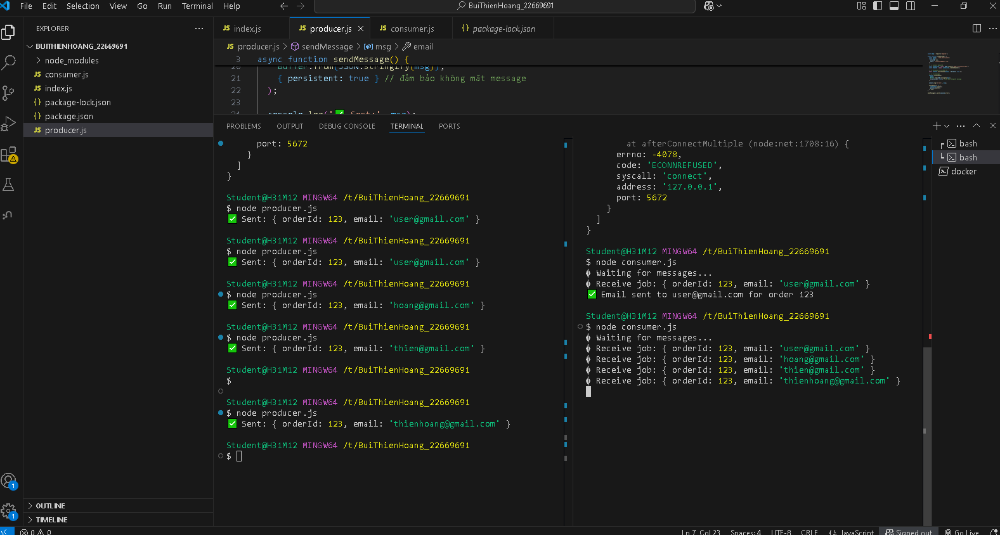 File Edit Selection View Go Run Terminal Help
BuiThienHoang_22669691
EXPLORER
BUITHIENHOANG_22669691
node_modules
JS consumer.js
JS index.js
{} package-lock.json
{} package.json
JS producer.js
OUTLINE
TIMELINE
JS index.js
JS producer.js
JS consumer.js
{} package-lock.json
JS producer.js > sendMessage > msg > email
3 async function sendMessage() {
20 Buffer.from(JSON.stringify(msg)),
21 { persistent: true } // đảm bảo không mất message
22 );
23
24 console.log('✅ Sent:', msg);
PROBLEMS OUTPUT DEBUG CONSOLE TERMINAL PORTS
port: 5672
}
]
}
Student@H31M12 MINGW64 /t/BuiThienHoang_22669691
$ node producer.js
✅ Sent: { orderId: 123, email: 'user@gmail.com' }
Student@H31M12 MINGW64 /t/BuiThienHoang_22669691
$ node producer.js
✅ Sent: { orderId: 123, email: 'user@gmail.com' }
Student@H31M12 MINGW64 /t/BuiThienHoang_22669691
$ node producer.js
✅ Sent: { orderId: 123, email: 'hoang@gmail.com' }
Student@H31M12 MINGW64 /t/BuiThienHoang_22669691
$ node producer.js
✅ Sent: { orderId: 123, email: 'thien@gmail.com' }
Student@H31M12 MINGW64 /t/BuiThienHoang_22669691
$
Student@H31M12 MINGW64 /t/BuiThienHoang_22669691
$ node producer.js
✅ Sent: { orderId: 123, email: 'thienhoang@gmail.com' }
Student@H31M12 MINGW64 /t/BuiThienHoang_22669691
$
at afterConnectMultiple (node:net:1708:16) {
errno: -4078,
code: 'ECONNREFUSED',
syscall: 'connect',
address: '127.0.0.1',
port: 5672
}
]
}
Student@H31M12 MINGW64 /t/BuiThienHoang_22669691
$ node consumer.js
� Waiting for messages...
� Receive job: { orderId: 123, email: 'user@gmail.com' }
✅ Email sent to user@gmail.com for order 123
Student@H31M12 MINGW64 /t/BuiThienHoang_22669691
$ node consumer.js
� Waiting for messages...
� Receive job: { orderId: 123, email: 'user@gmail.com' }
� Receive job: { orderId: 123, email: 'hoang@gmail.com' }
� Receive job: { orderId: 123, email: 'thien@gmail.com' }
� Receive job: { orderId: 123, email: 'thienhoang@gmail.com' }
bash
bash
docker
1
1
0 0
Ln 7, Col 23 Spaces: 4 UTF-8 CRLF {} JavaScript Signed out Go Live